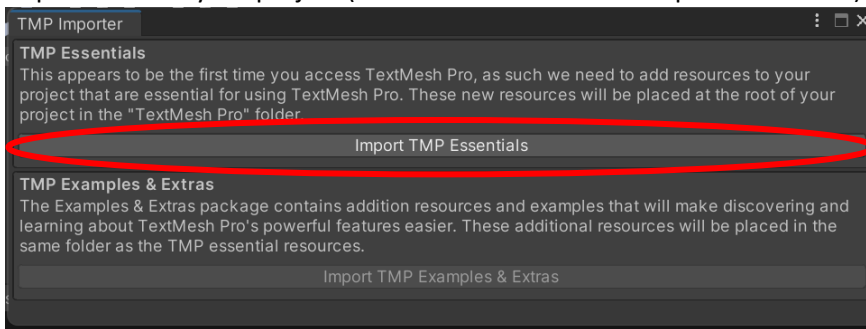 TMP Importer
TMP Essentials
This appears to be the first time you access TextMesh Pro, as such we need to add resources to your
project that are essential for using TextMesh Pro. These new resources will be placed at the root of your
project in the "TextMesh Pro" folder.
Import TMP Essentials
TMP Examples & Extras
The Examples & Extras package contains addition resources and examples that will make discovering and
learning about TextMesh Pro's powerful features easier. These additional resources will be placed in the
same folder as the TMP essential resources.
Import TMP Examples & Extras